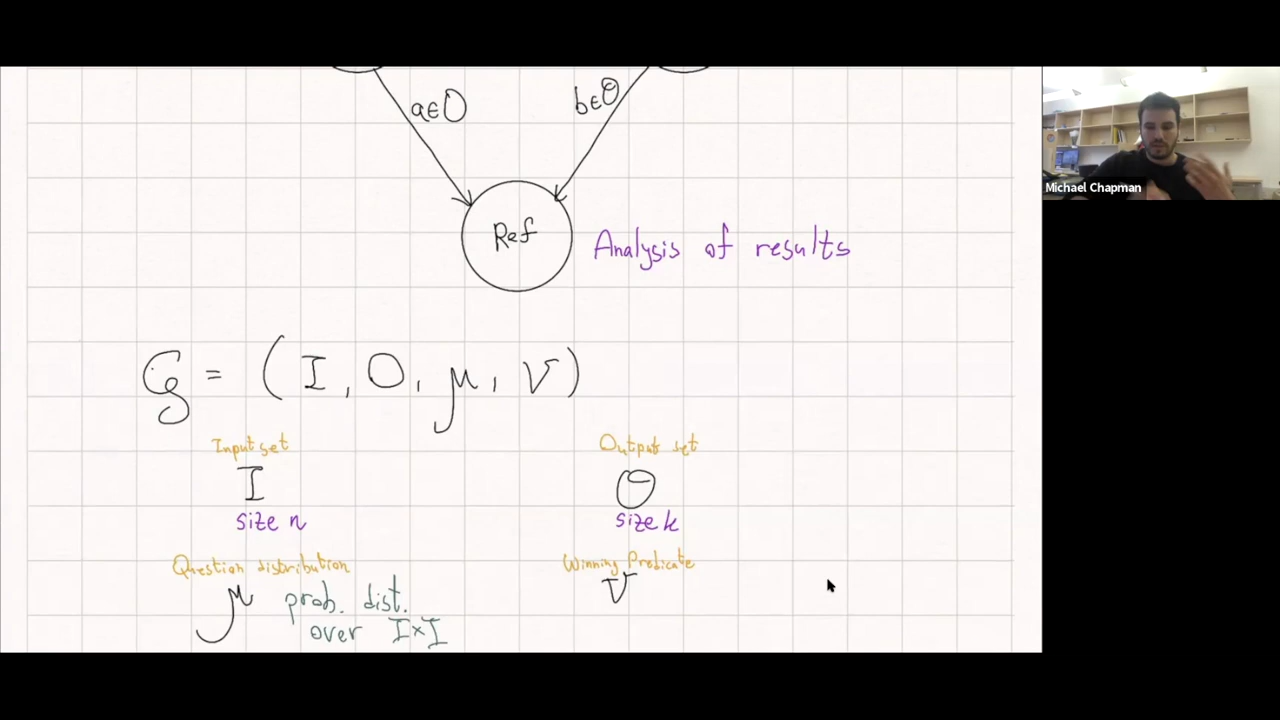 a∈O
b∈O
Ref
Analysis of results
Michael Chapman
G = (I, O, μ, V)
Input set
Output set
I
O
size n
size k
Question distribution
Winning Predicate
μ prob. dist.
over I×I
V